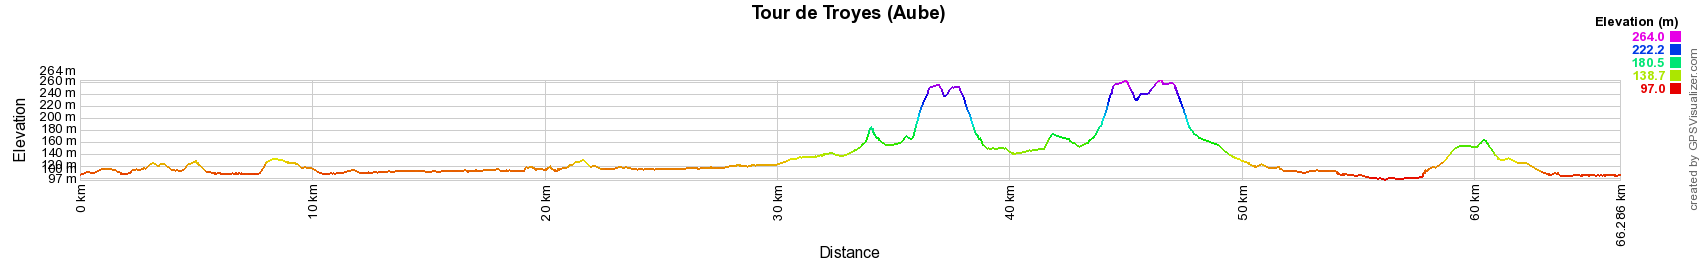 Tour de Troyes (Aube)
Elevation (m)
264.0
222.2
180.5
138.7
97.0
264 m
260 m
240 m
220 m
200 m
180 m
160 m
140 m
120 m
100 m
97 m
Elevation
0 km
10 km
20 km
30 km
40 km
50 km
60 km
66.286 km
Distance
created by GPSVisualizer.com